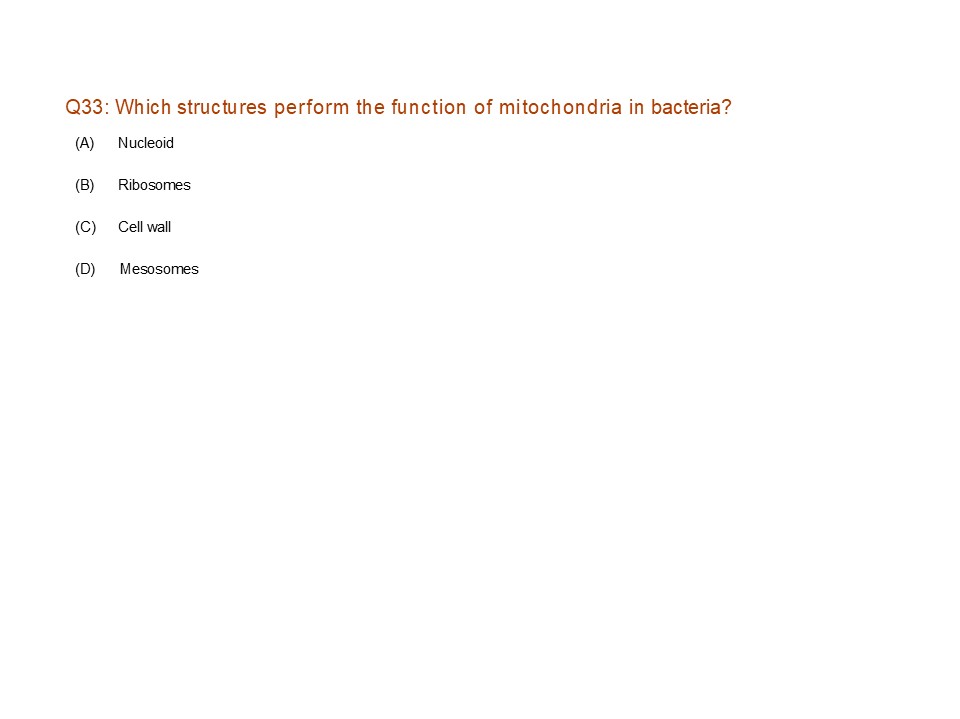 Q33: Which structures perform the function of mitochondria in bacteria?
(A) Nucleoid
(B) Ribosomes
(C) Cell wall
(D) Mesosomes